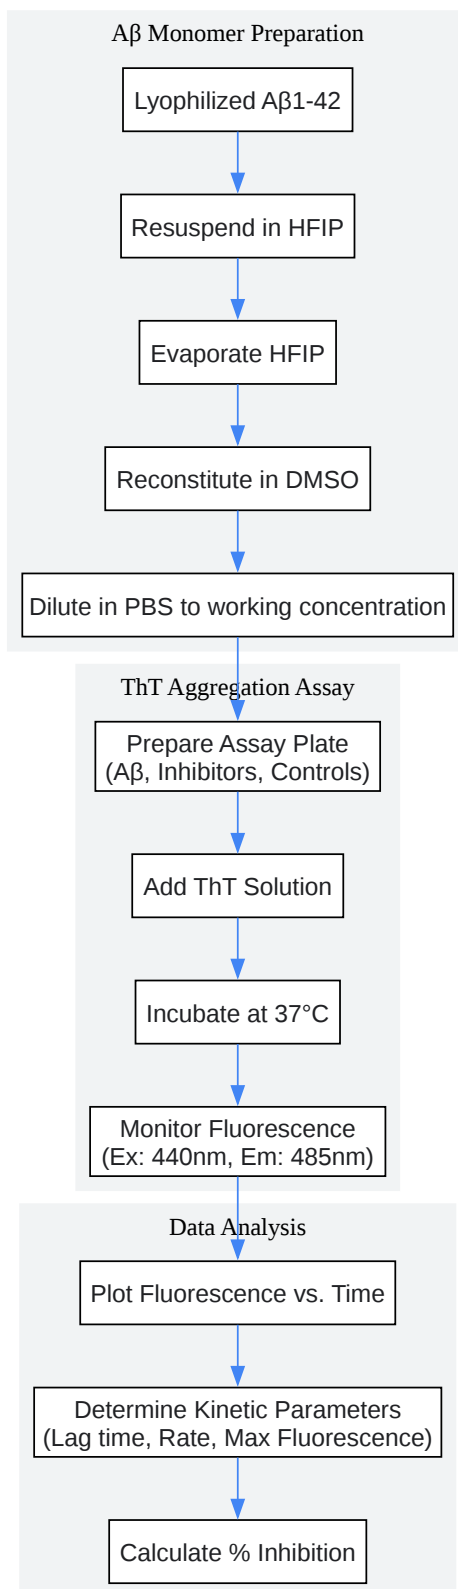 Aβ Monomer Preparation
Lyophilized Aβ1-42
Resuspend in HFIP
Evaporate HFIP
Reconstitute in DMSO
Dilute in PBS to working concentration
ThT Aggregation Assay
Prepare Assay Plate
(Aβ, Inhibitors, Controls)
Add ThT Solution
Incubate at 37°C
Monitor Fluorescence
(Ex: 440nm, Em: 485nm)
Data Analysis
Plot Fluorescence vs. Time
Determine Kinetic Parameters
(Lag time, Rate, Max Fluorescence)
Calculate % Inhibition